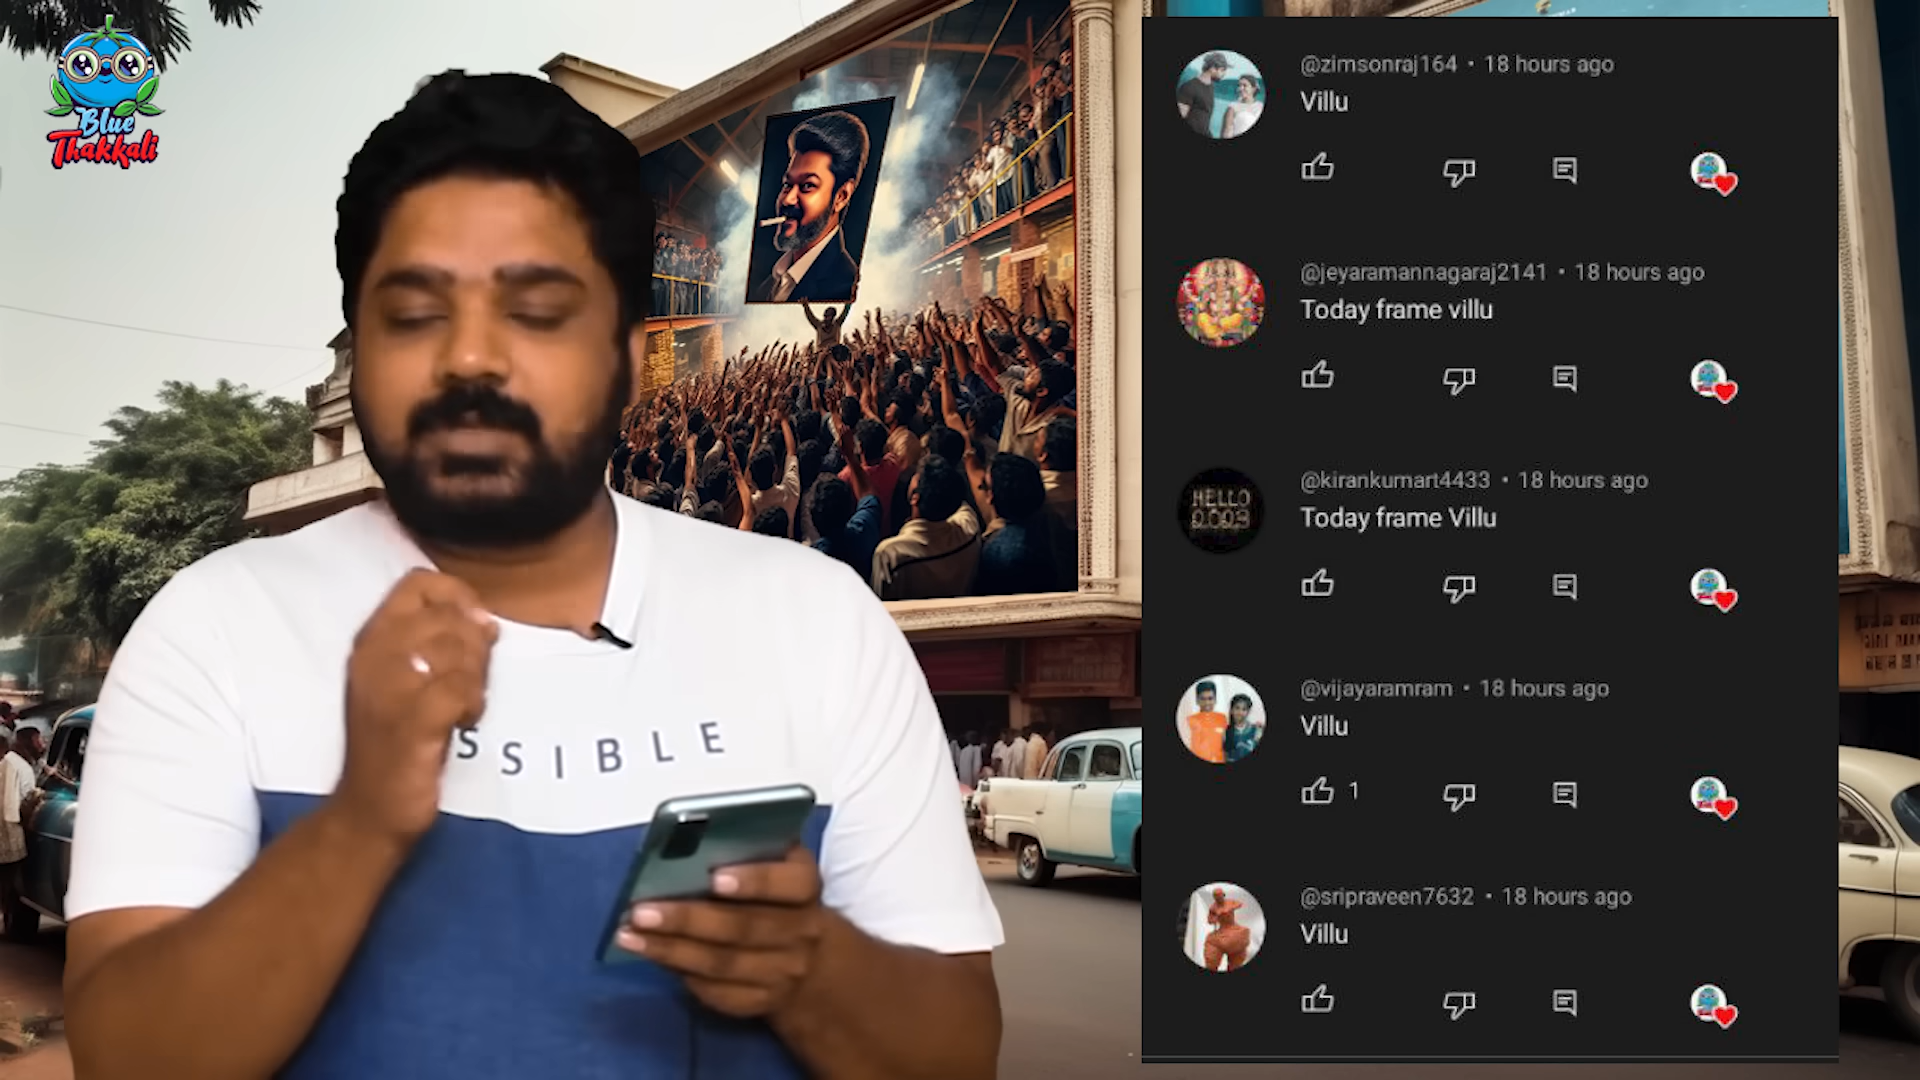 Blue
Thakkali
SSIBLE
@zimsonraj164 • 18 hours ago
Villu
@jeyaramannagaraj2141 • 18 hours ago
Today frame villu
@kirankumart4433 • 18 hours ago
Today frame Villu
HELLO
@vijayaramram • 18 hours ago
Villu
1
@sripraveen7632 • 18 hours ago
Villu